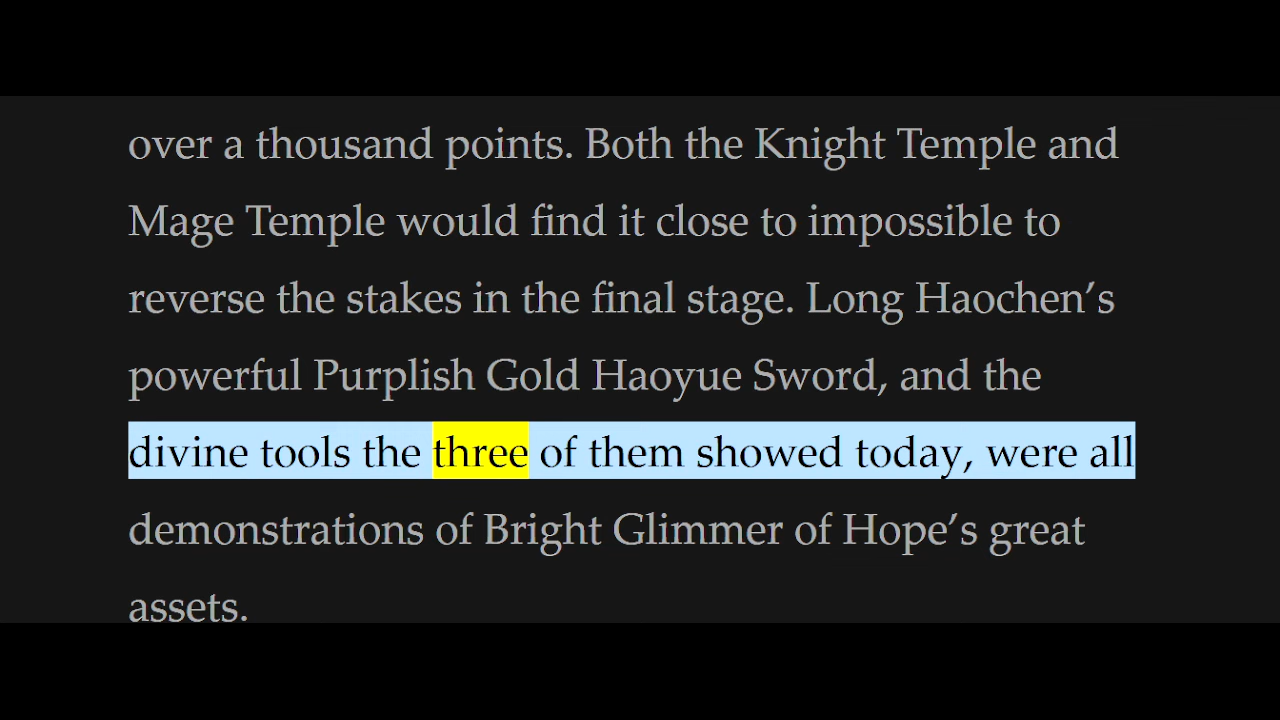 over a thousand points. Both the Knight Temple and
Mage Temple would find it close to impossible to
reverse the stakes in the final stage. Long Haochen’s
powerful Purplish Gold Haoyue Sword, and the
divine tools the three of them showed today, were all
demonstrations of Bright Glimmer of Hope’s great
assets.